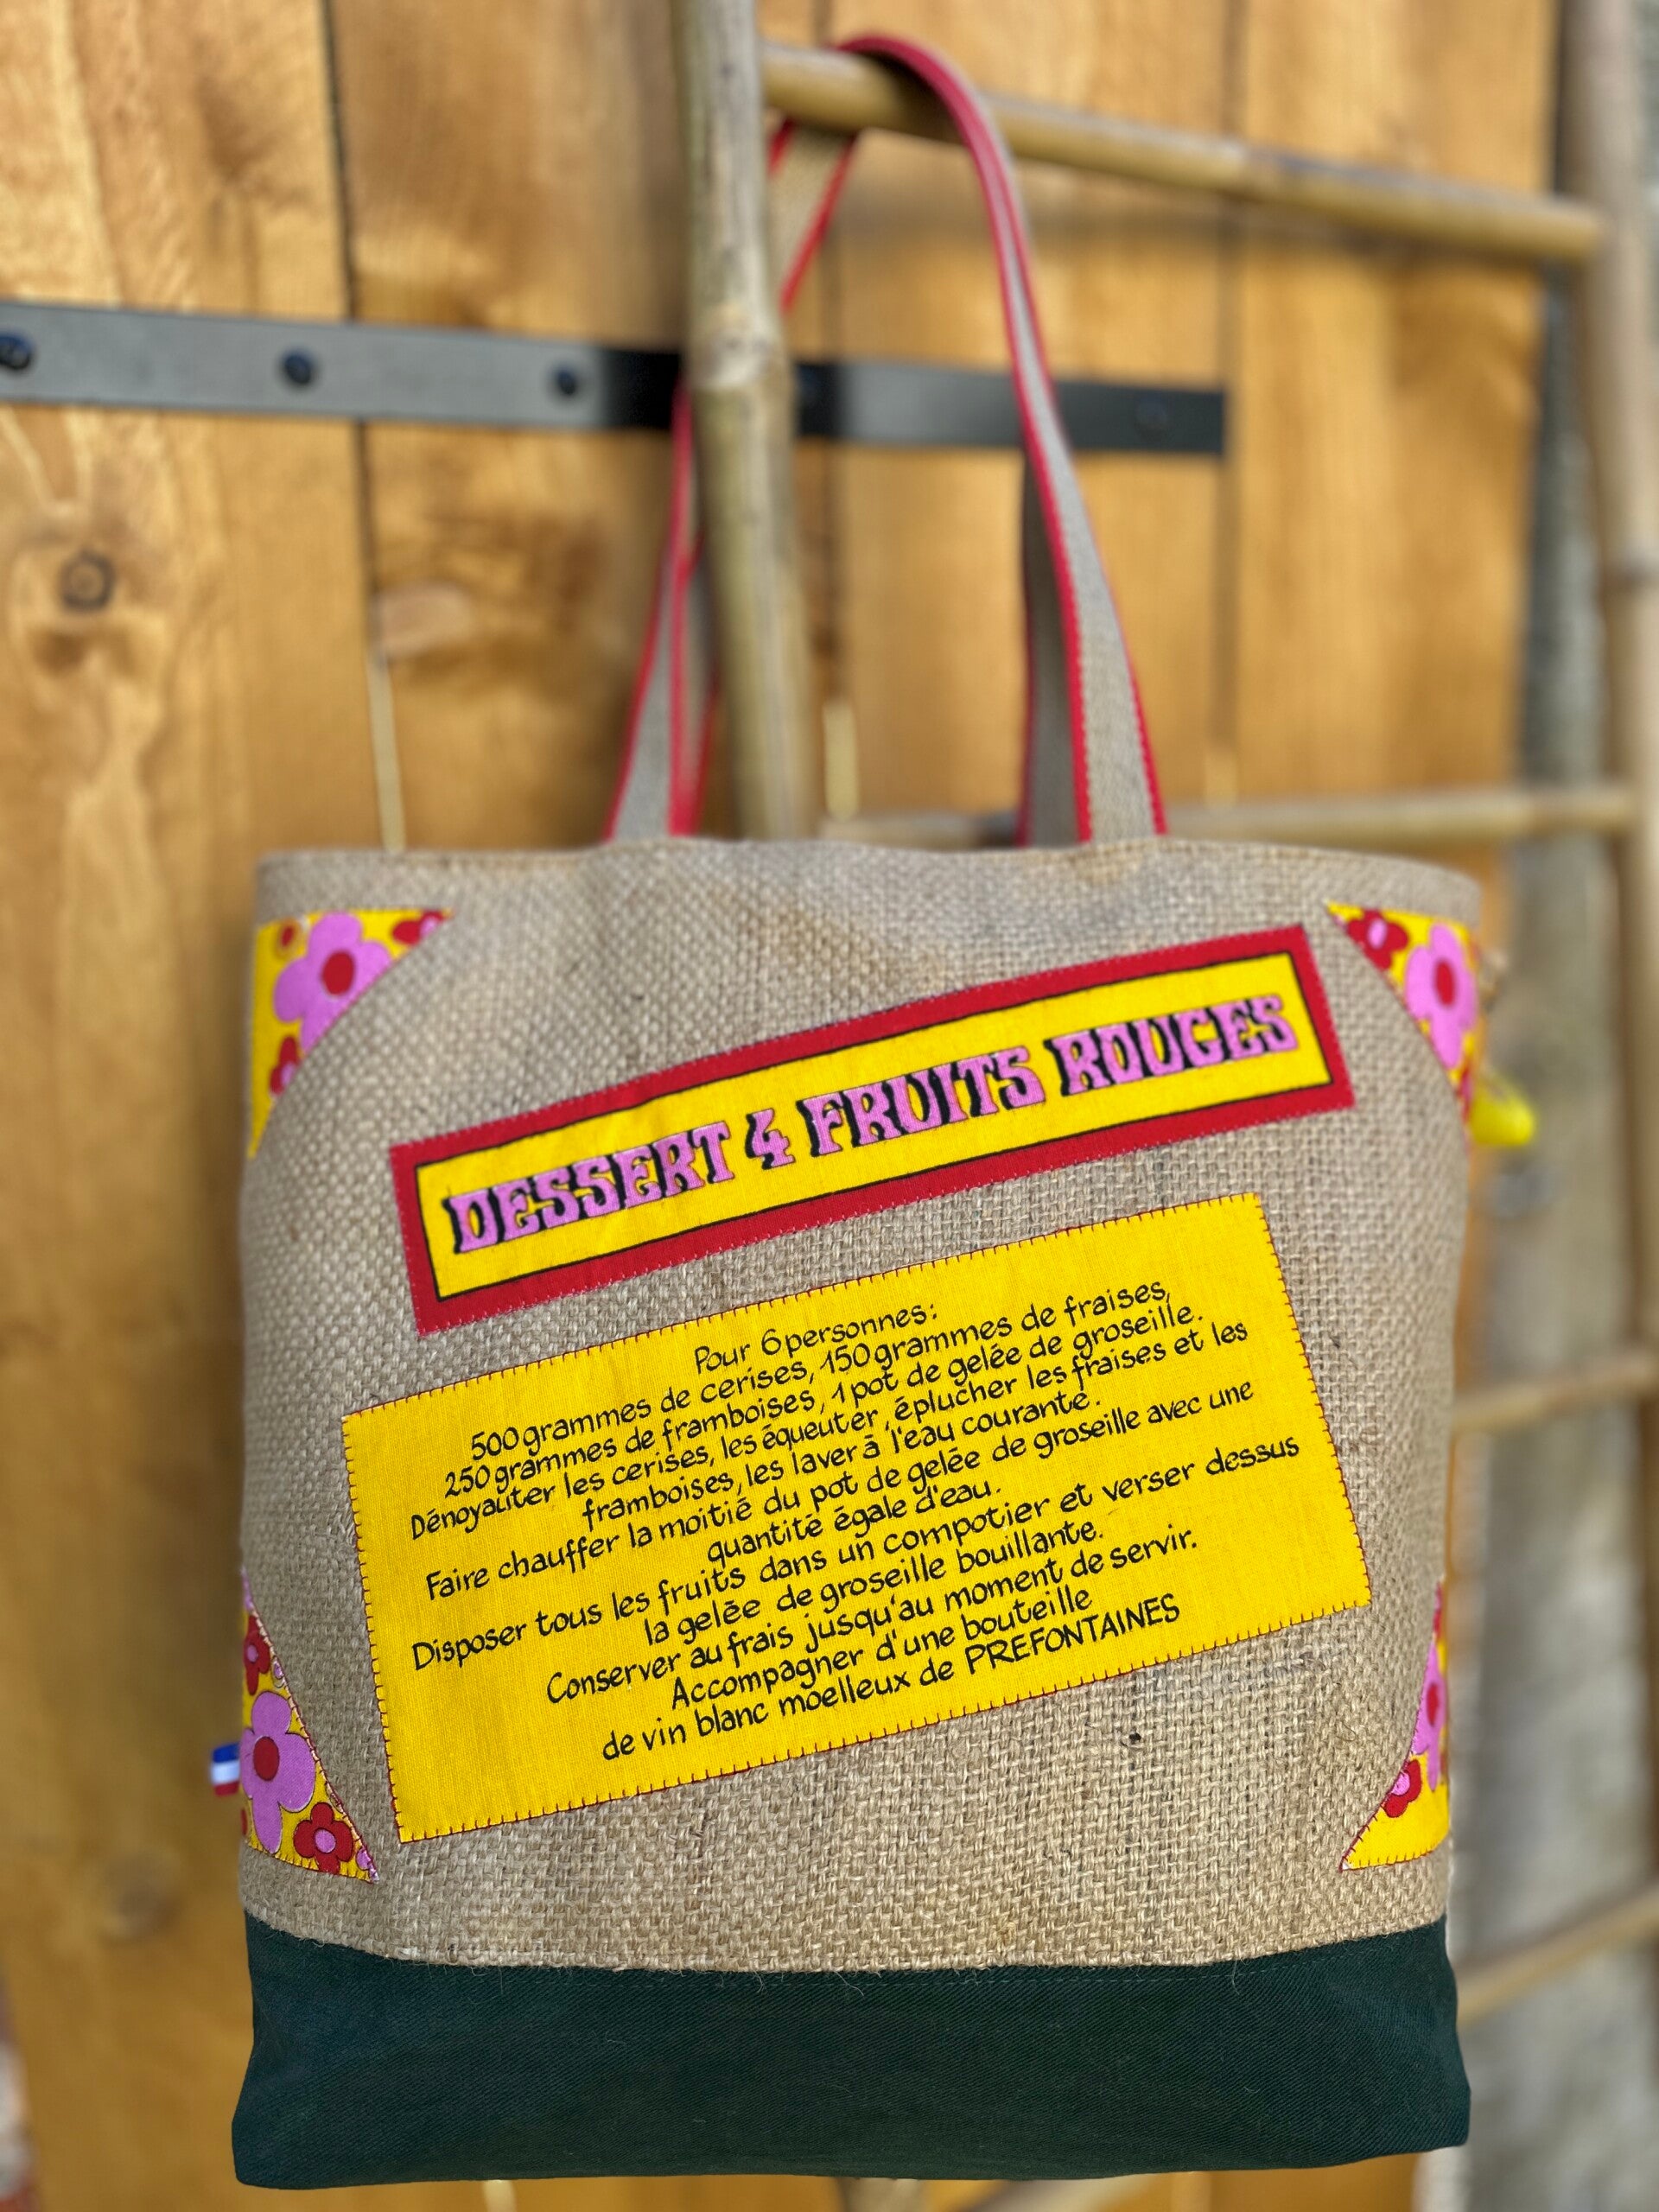 DESSERT 4 FRUITS ROUGES
Pour 6 personnes:
500 grammes de cerises, 150 grammes de fraises,
250 grammes de framboises, 1 pot de gelée de groseille.
Dénoyauter les cerises, les équeuter, éplucher les fraises et les
framboises, les laver à l'eau courante.
Faire chauffer la moitié du pot de gelée de groseille avec une
quantité égale d'eau.
Disposer tous les fruits dans un compotier et verser dessus
la gelée de groseille bouillante.
Conserver au frais jusqu'au moment de servir.
Accompagner d'une bouteille
de vin blanc moelleux de PREFONTAINES